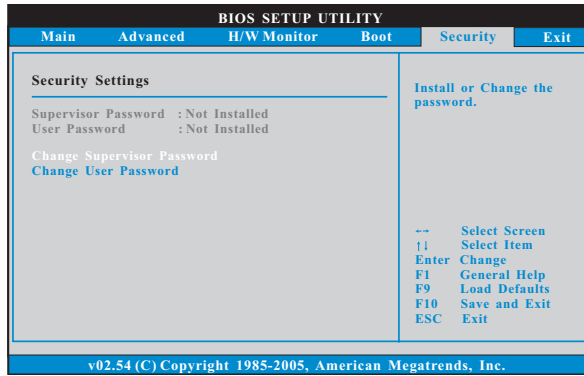 BIOS SETUP UTILITY
Main Advanced H/W Monitor Boot Security Exit
Security Settings
Supervisor Password : Not Installed
User Password : Not Installed
Change Supervisor Password
Change User Password
Install or Change the
password.
←→ Select Screen
↑↓ Select Item
Enter Change
F1 General Help
F9 Load Defaults
F10 Save and Exit
ESC Exit
v02.54 (C) Copyright 1985-2005, American Megatrends, Inc.